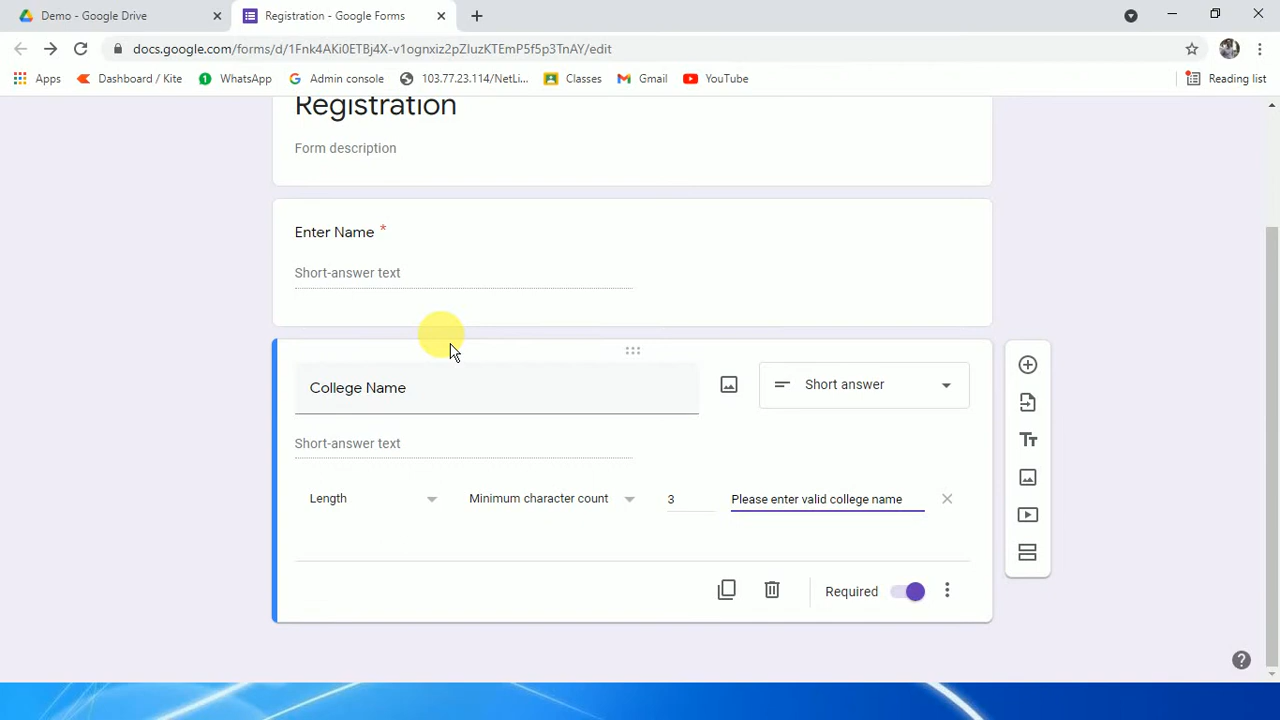 Demo - Google Drive
Registration - Google Forms
docs.google.com/forms/d/1Fnk4AKi0ETBj4X-v1ognxiz2pZluzKTEmP5f5p3TnAY/edit
Apps
Dashboard / Kite
WhatsApp
Admin console
103.77.23.114/NetLi...
Classes
Gmail
YouTube
Reading list
Registration
Form description
Enter Name *
Short-answer text
College Name
Short answer
Short-answer text
Length
Minimum character count
3
Please enter valid college name
Required